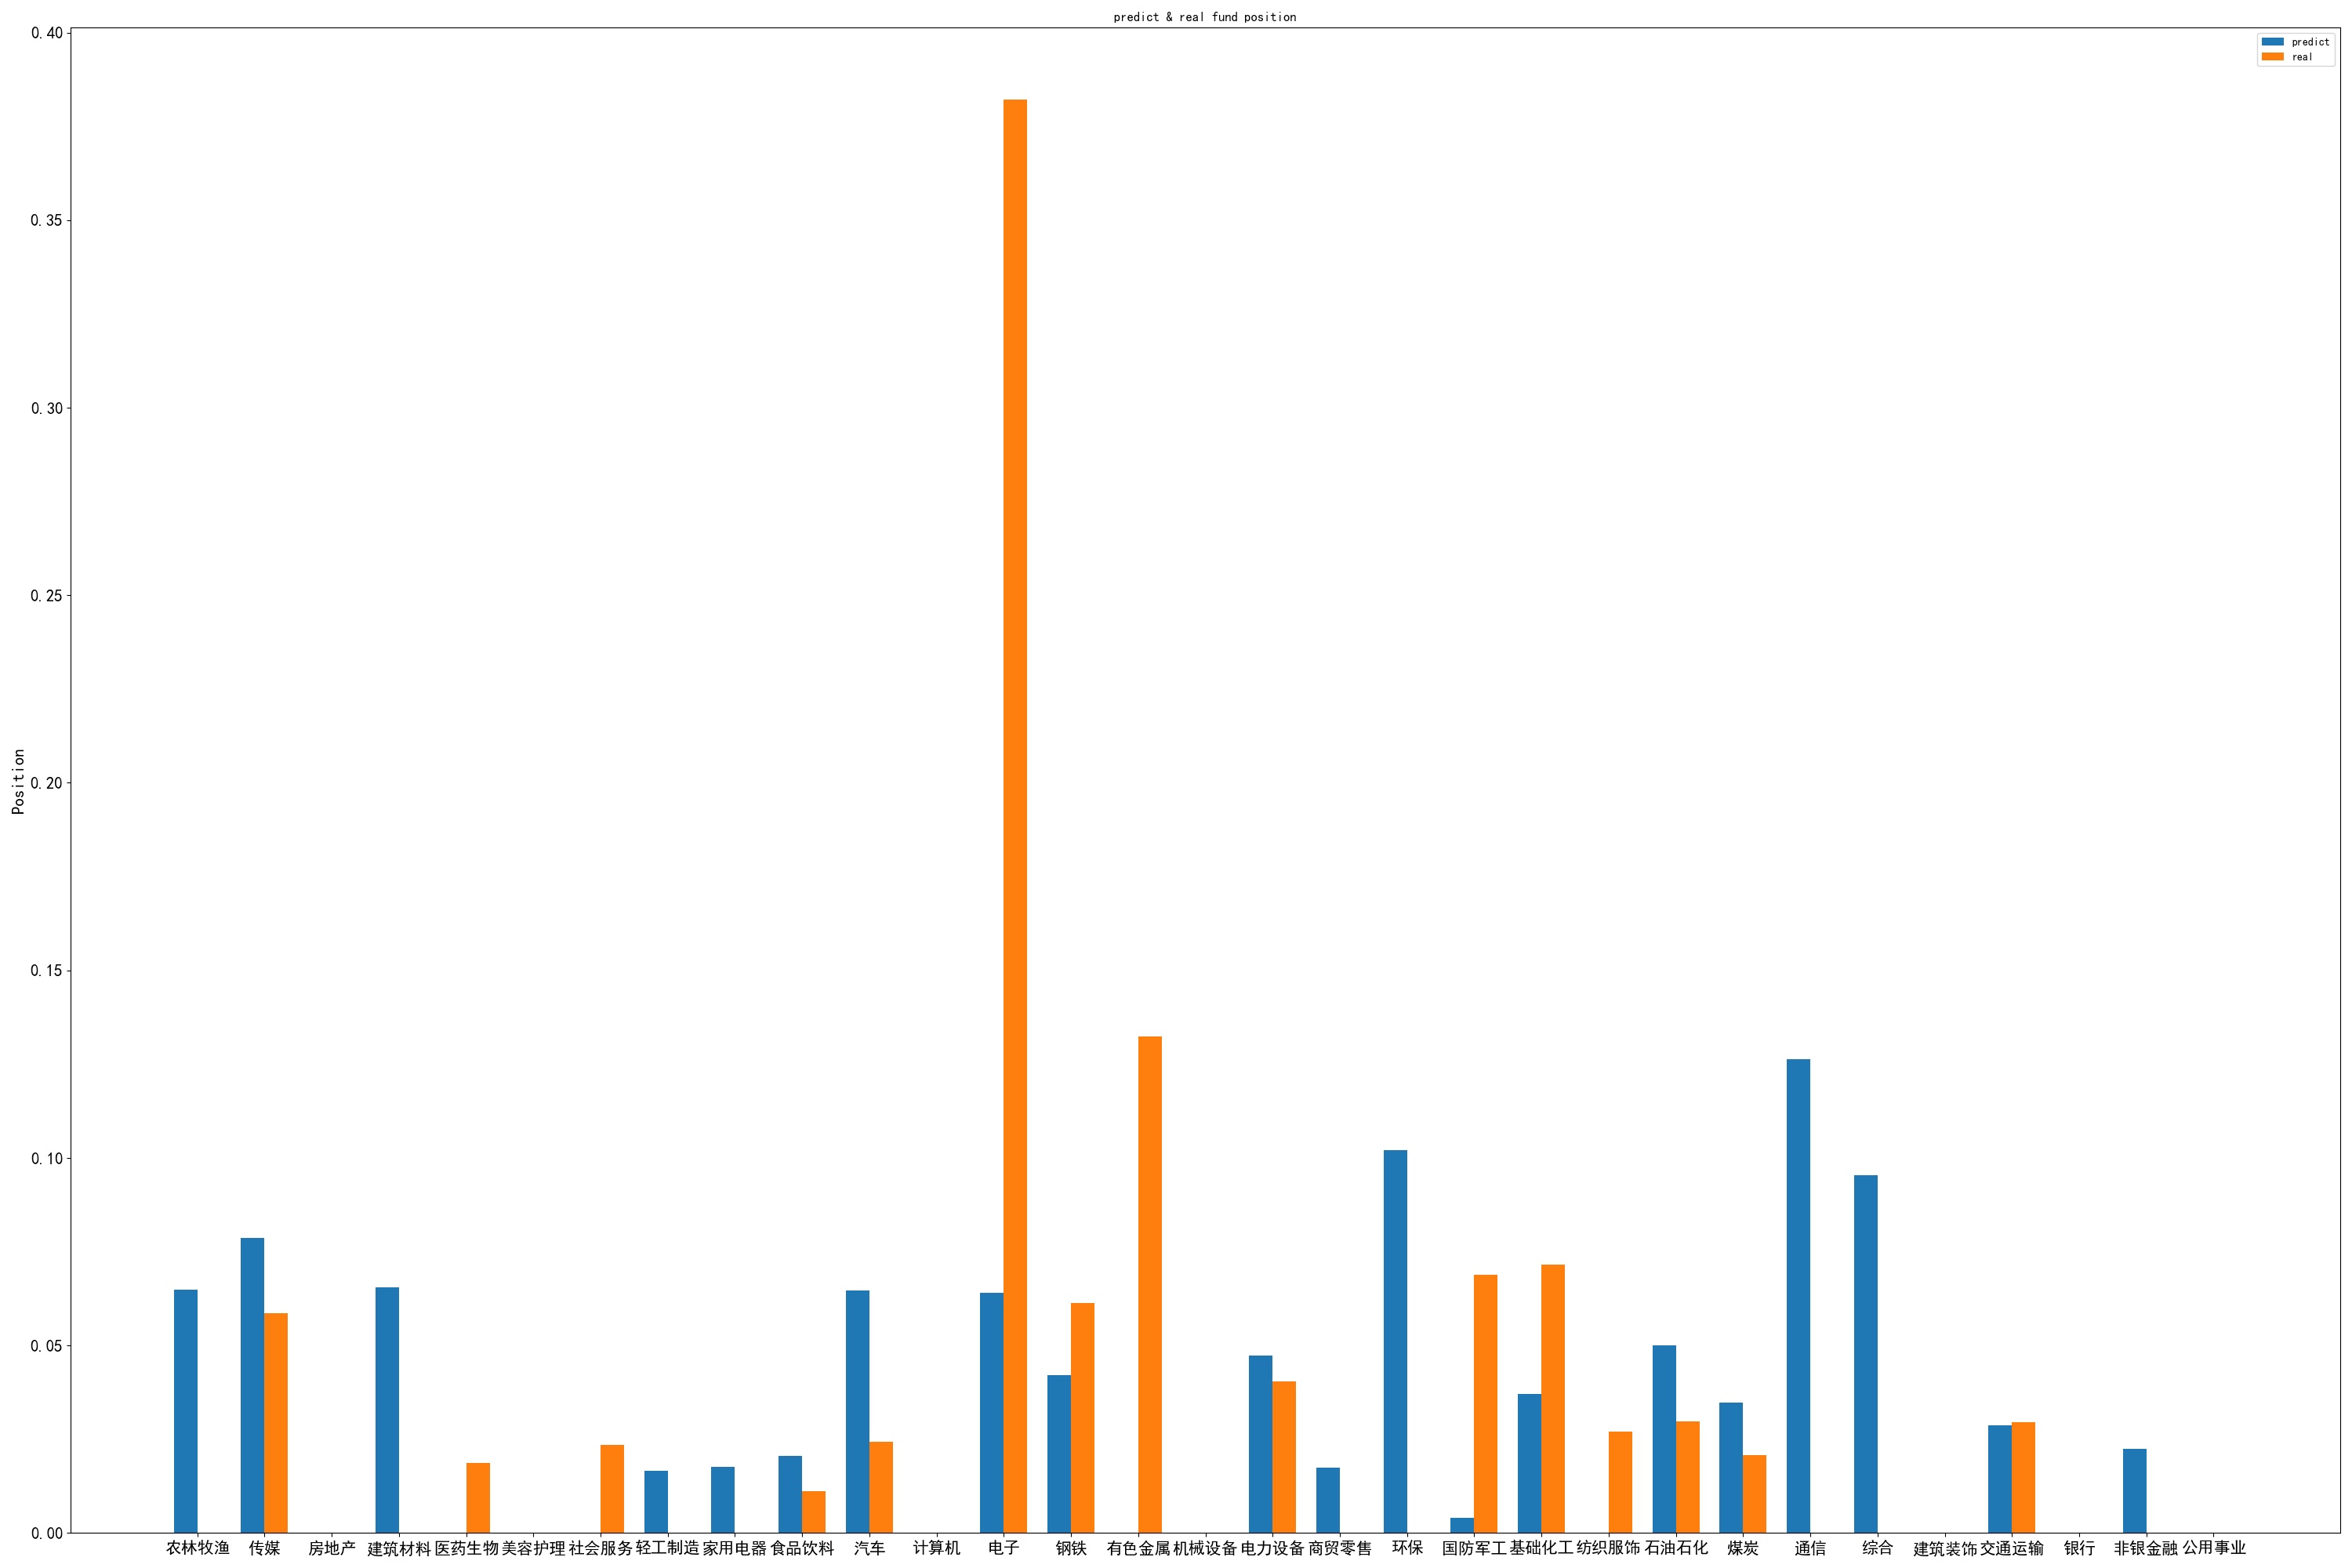 predict & real fund position
predict
real
0.40
0.35
0.30
0.25
0.20
0.15
0.10
0.05
0.00
Position
农林牧渔 传媒 房地产 建筑材料 医药生物 美容护理 社会服务 轻工制造 家用电器 食品饮料 汽车 计算机 电子 钢铁 有色金属 机械设备 电力设备 商贸零售 环保 国防军工 基础化工 纺织服饰 石油石化 煤炭 通信 综合 建筑装饰 交通运输 银行 非银金融 公用事业